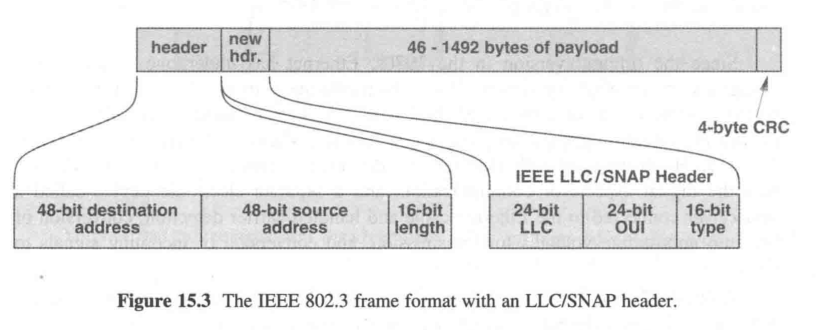 header
new
hdr.
46 - 1492 bytes of payload
4-byte CRC
IEEE LLC/SNAP Header
48-bit destination
address
48-bit source
address
16-bit
length
24-bit
LLC
24-bit
OUI
16-bit
type
Figure 15.3 The IEEE 802.3 frame format with an LLC/SNAP header.